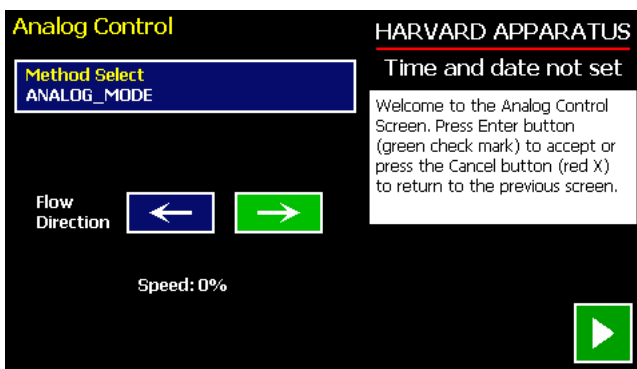 Analog Control
Method Select
ANALOG_MODE
Flow
Direction
Speed: 0%
HARVARD APPARATUS
Time and date not set
Welcome to the Analog Control
Screen. Press Enter button
(green check mark) to accept or
press the Cancel button (red X)
to return to the previous screen.